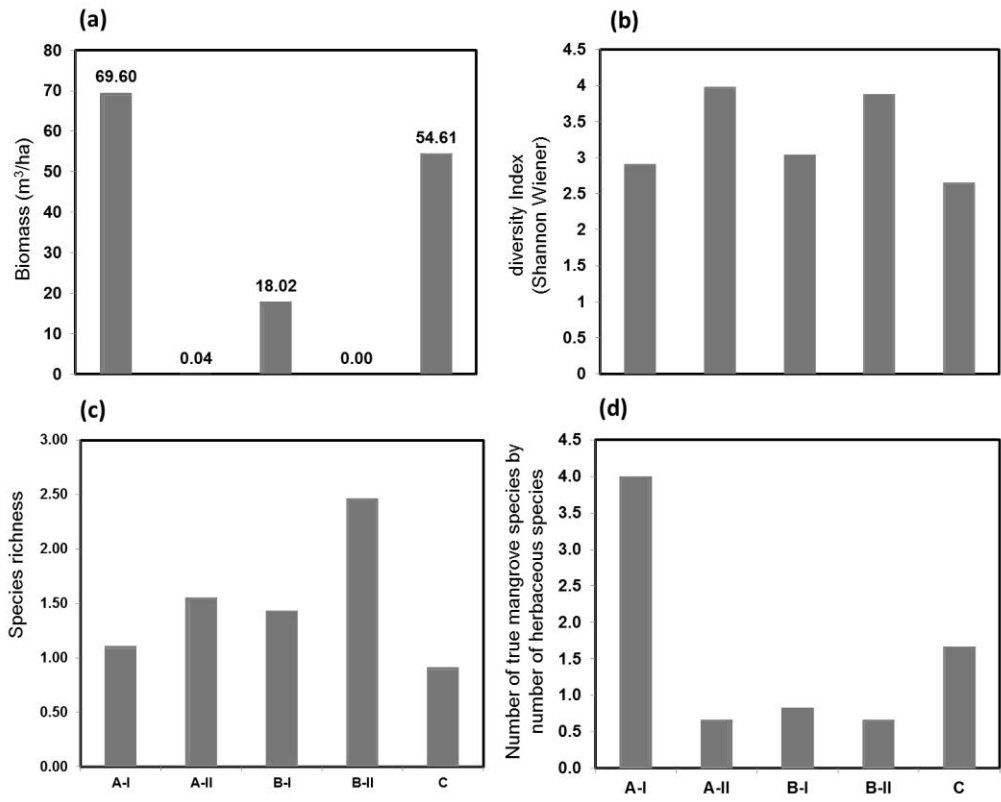 (a)
80
70
60
50
40
30
20
10
0
Biomass (m³/ha)
69.60
0.04
18.02
0.00
54.61
(b)
4.5
4
3.5
3
2.5
2
1.5
1
0.5
0
diversity Index
(Shannon Wiener)
(c)
3.00
2.50
2.00
1.50
1.00
0.50
0.00
Species richness
A-I
A-II
B-I
B-II
C
(d)
4.5
4.0
3.5
3.0
2.5
2.0
1.5
1.0
0.5
0.0
Number of true mangrove species by
number of herbaceous species
A-I
A-II
B-I
B-II
C